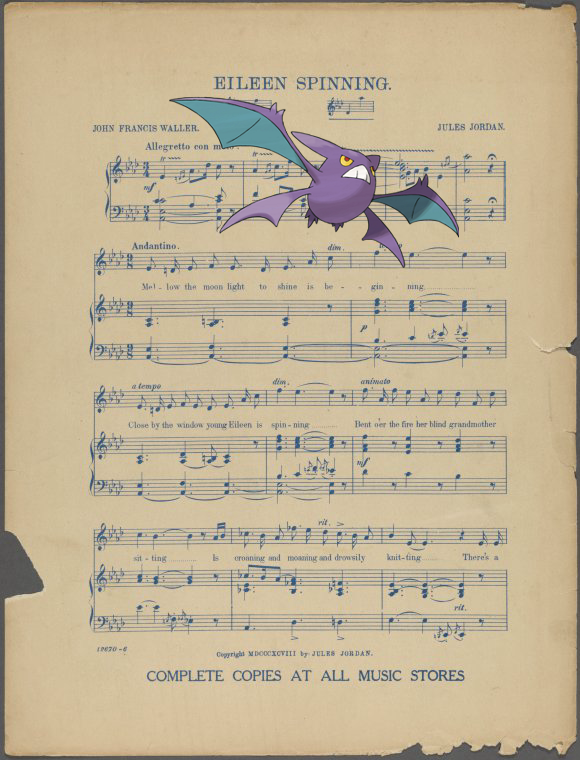 EILEEN SPINNING.
JOHN FRANCIS WALLER.
JULES JORDAN.
Allegretto con
tr
tr
mf
Andantino.
dim.
Mel - low the moon light to shine is be - gin - ning
p
a tempo
dim.
animato
Close by the window young Eileen is spin - ning Bent o'er the fire her blind grandmother
mf
rit.
sit - ting Is croaning and moaning and drowsily knit - ting There's a
rit.
12670 - 6
Copyright MDCCCXCVIII by JULES JORDAN.
COMPLETE COPIES AT ALL MUSIC STORES